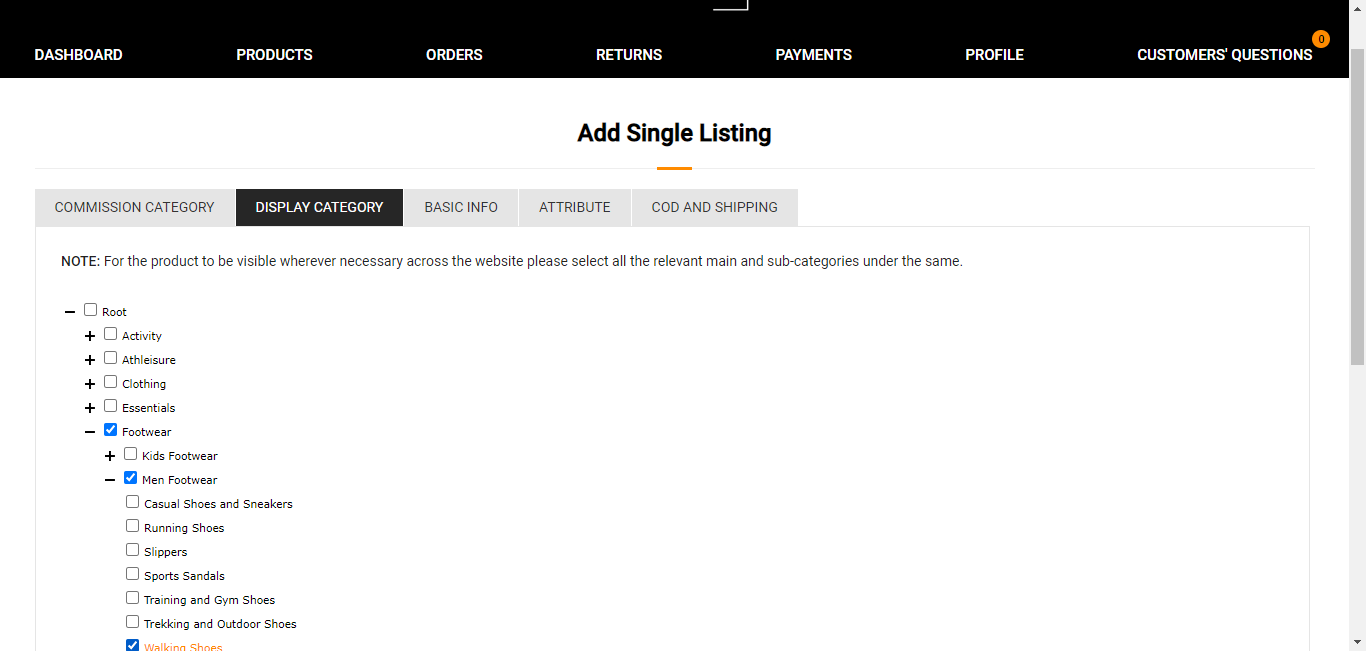 0
DASHBOARD PRODUCTS ORDERS RETURNS PAYMENTS PROFILE CUSTOMERS' QUESTIONS
Add Single Listing
COMMISSION CATEGORY DISPLAY CATEGORY BASIC INFO ATTRIBUTE COD AND SHIPPING
NOTE: For the product to be visible wherever necessary across the website please select all the relevant main and sub-categories under the same.
Root
Activity
Athleisure
Clothing
Essentials
Footwear
Kids Footwear
Men Footwear
Casual Shoes and Sneakers
Running Shoes
Slippers
Sports Sandals
Training and Gym Shoes
Trekking and Outdoor Shoes
Walking Shoes